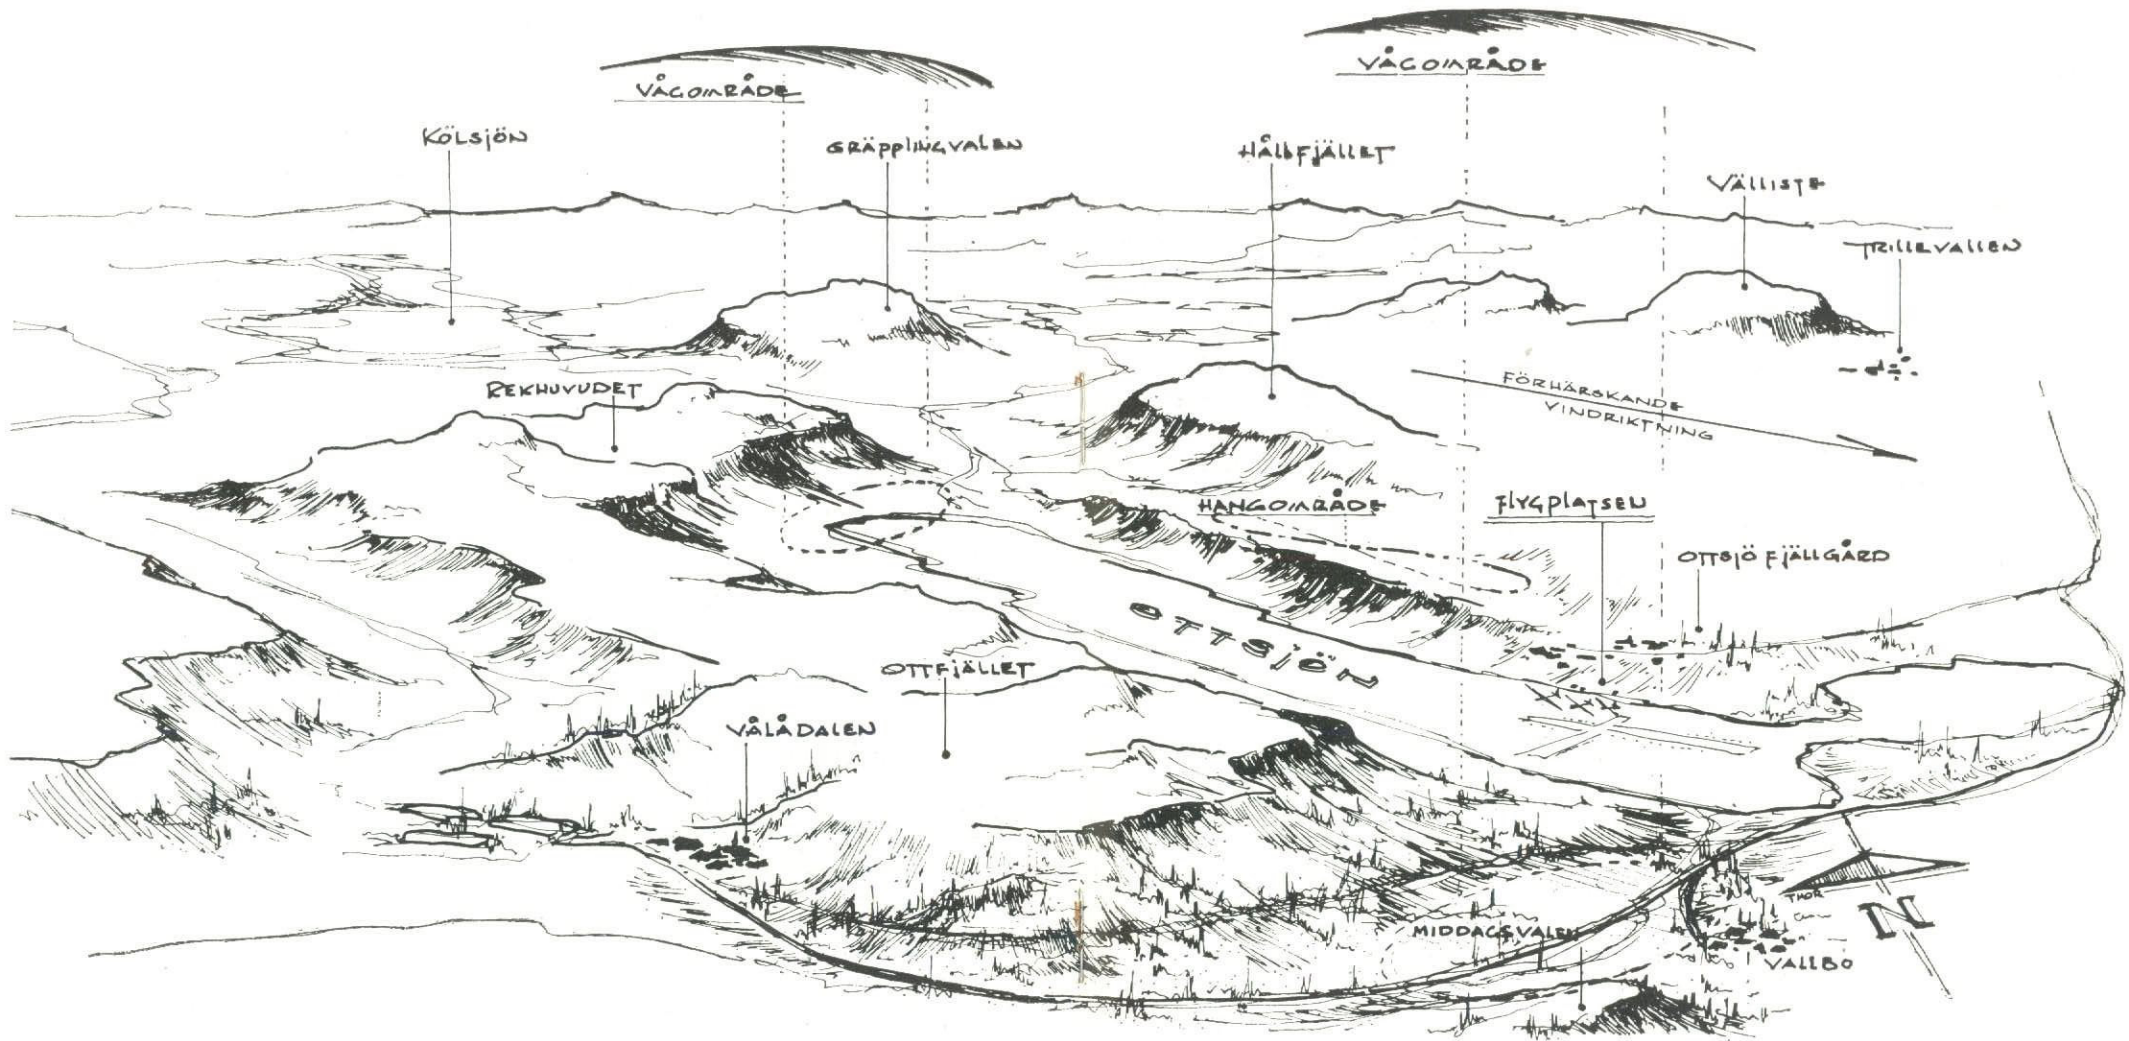 VÅGOMRÅDE
VÅGOMRÅDE
KÖLSJÖN
GRÄPPLINGVALEN
HÅLLFJÄLLET
VÄLLISTE
TRILLEVALLEN
REKHUVUDET
FÖRHÄRSKANDE
VINDRIKTNING
HANGOMRÅDE
FLYGPLATSEN
OTTSJÖ FJÄLLGÅRD
OTTSJÖN
OTTFJÄLLET
VÅLÅDALEN
THOR
N
MIDDAGSVALEN
VALLBO